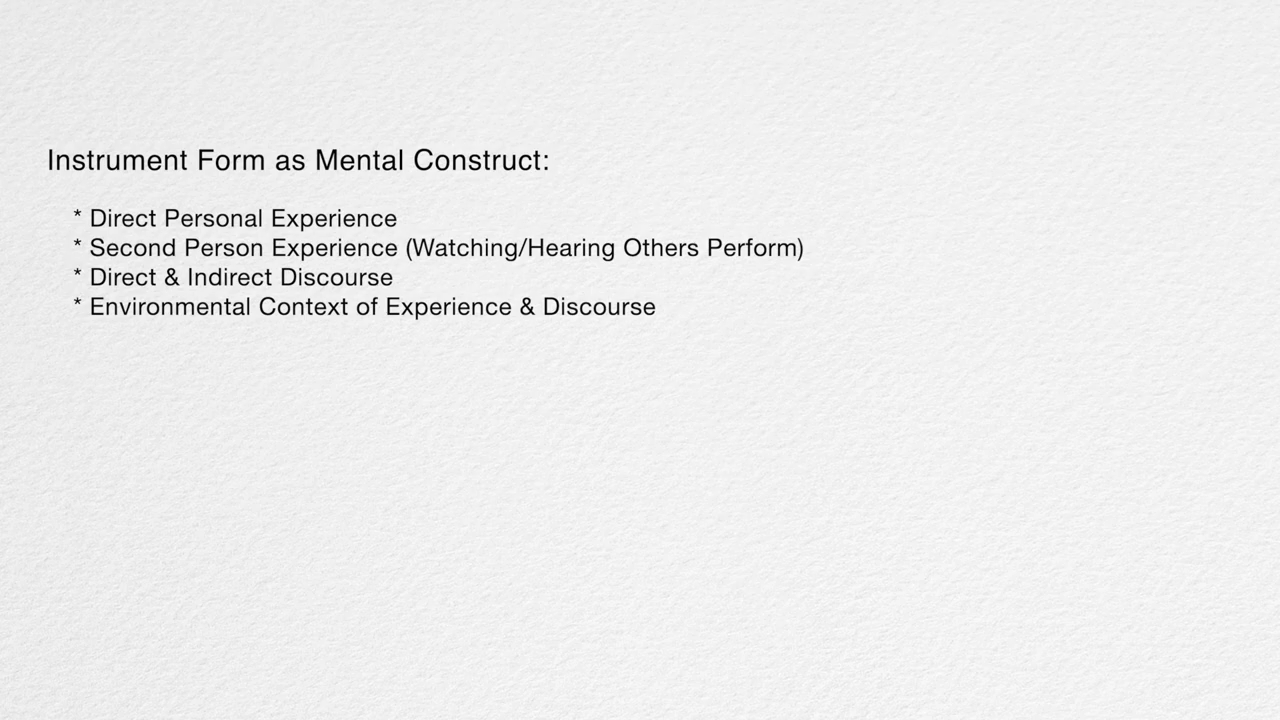 Instrument Form as Mental Construct:
* Direct Personal Experience
* Second Person Experience (Watching/Hearing Others Perform)
* Direct & Indirect Discourse
* Environmental Context of Experience & Discourse